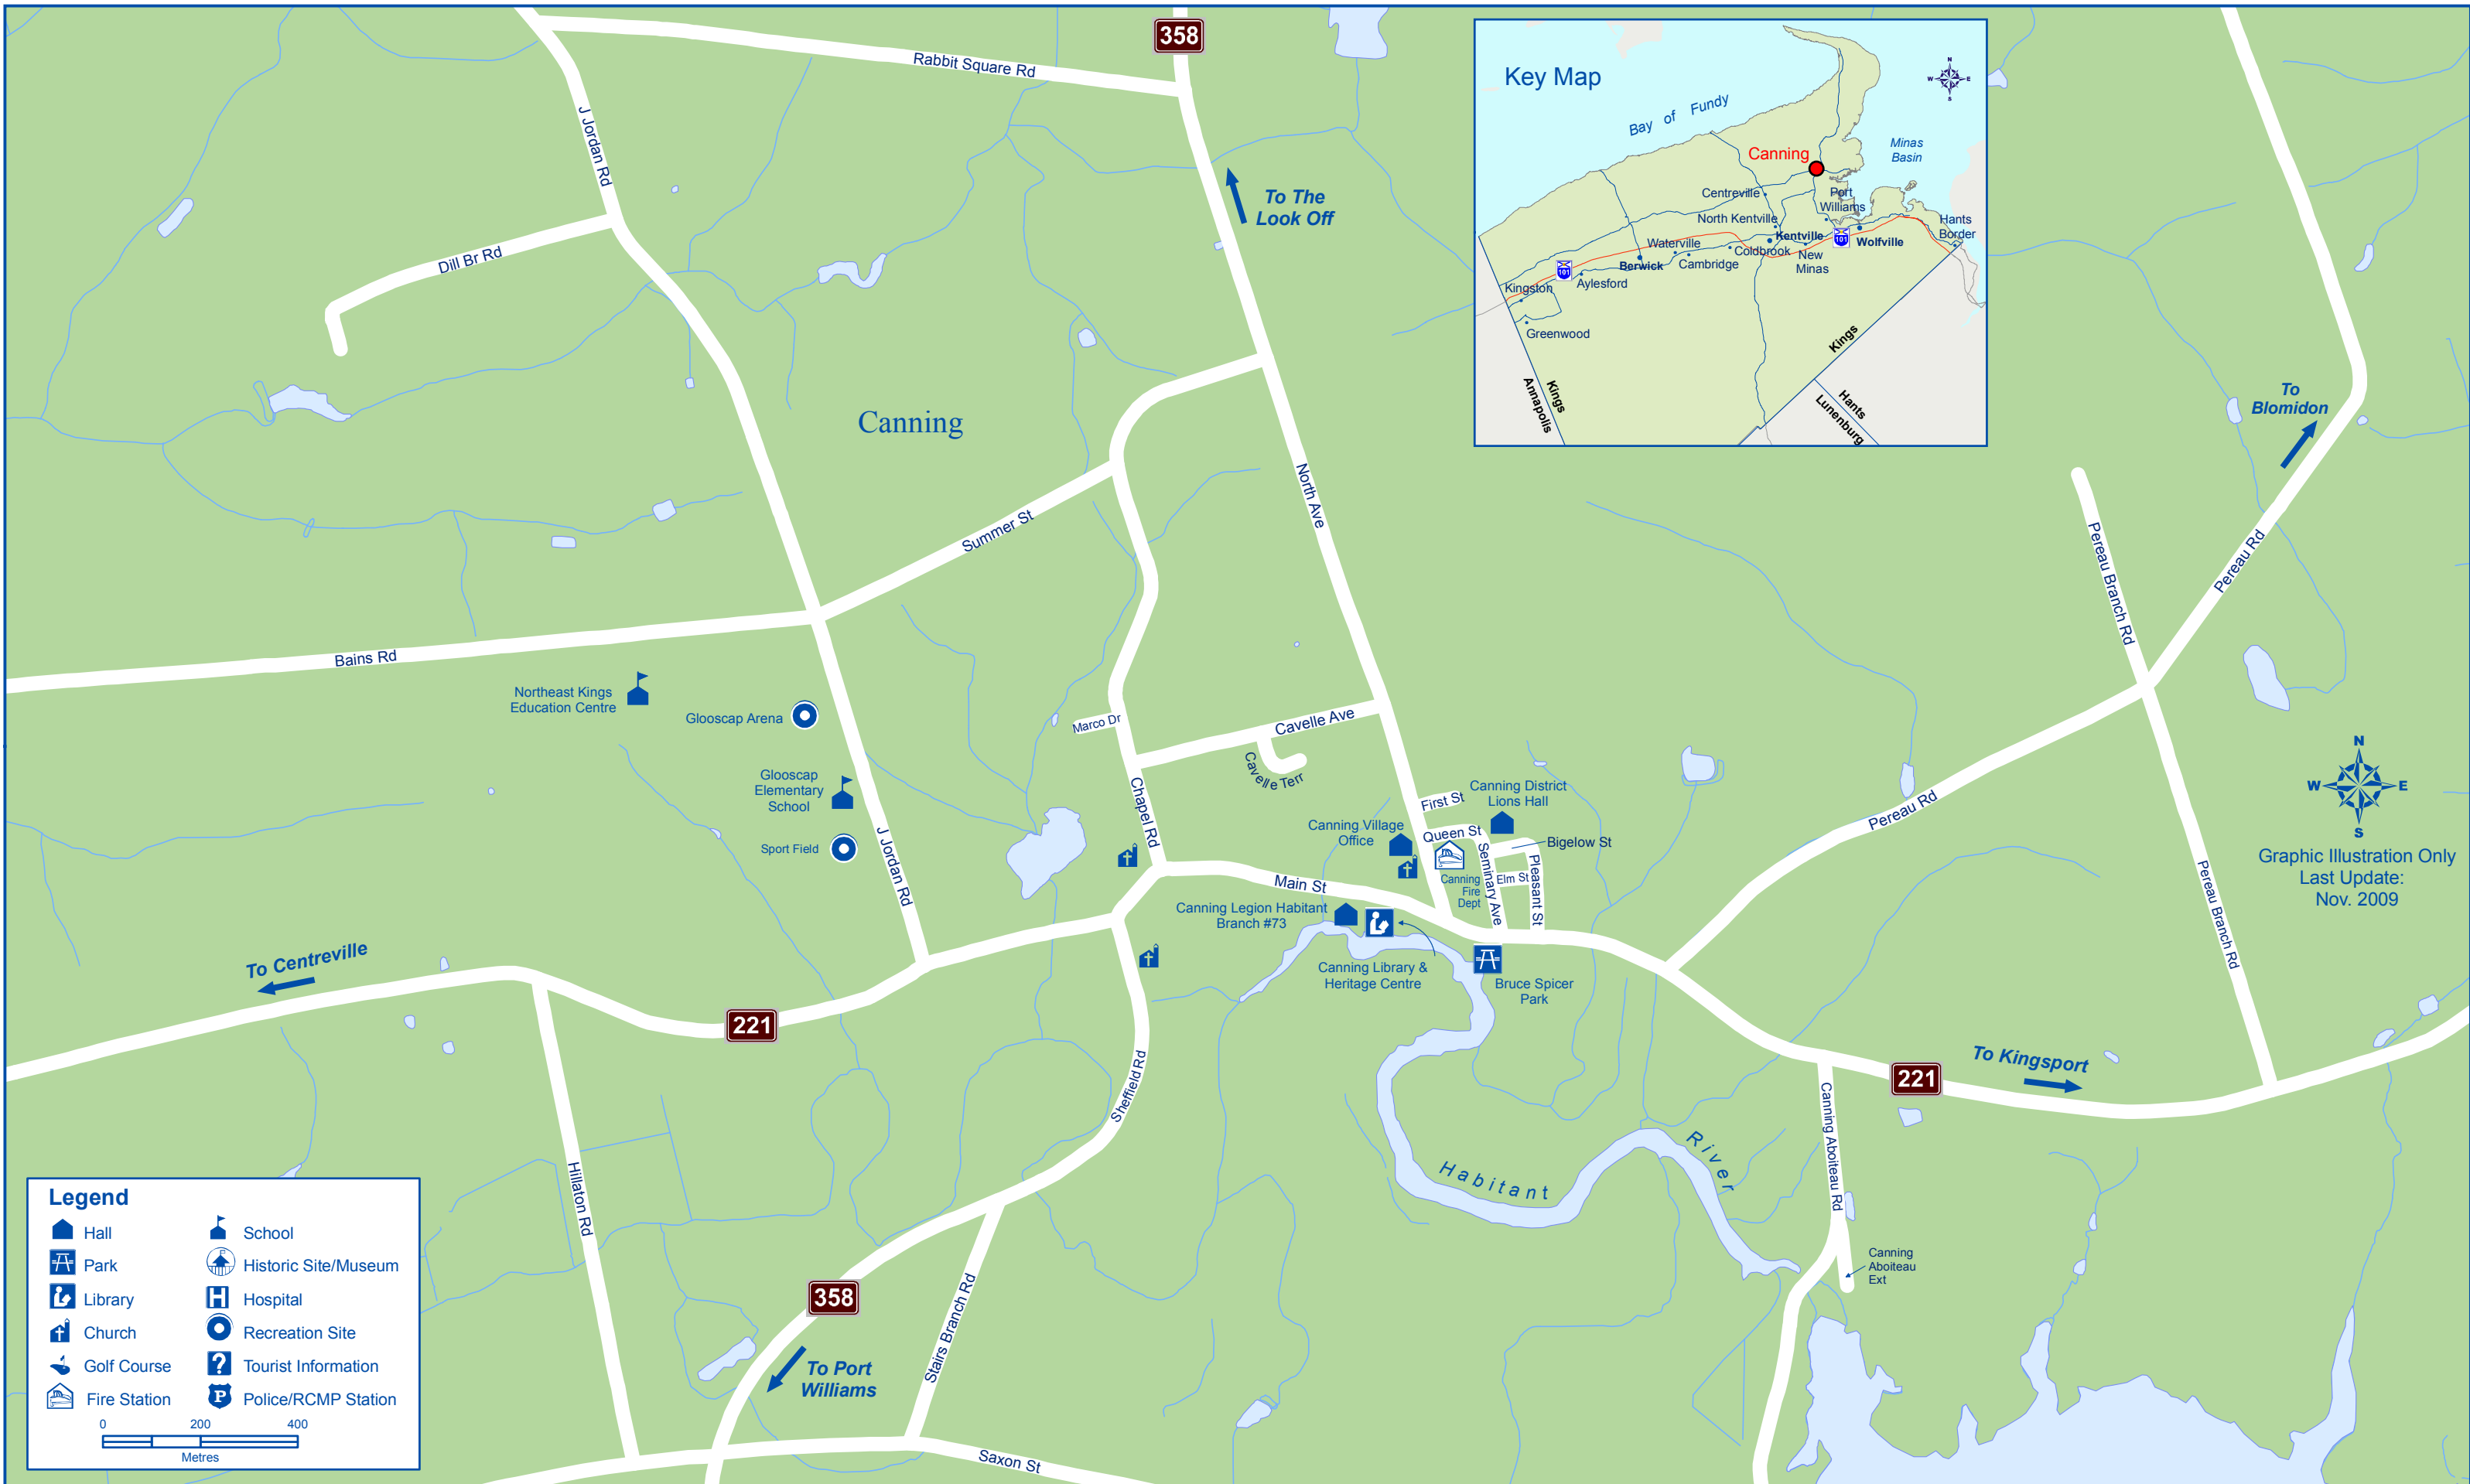 358
Rabbit Square Rd
J Jordan Rd
To The
Look Off
Dill Br Rd
Canning
North Ave
Summer St
Bains Rd
Key Map
Bay of Fundy
N
W
E
S
Canning
Minas
Basin
Centreville
Port
Williams
North Kentville
Hants
Border
Kentville
101
Wolfville
Waterville
Coldbrook
New
Minas
Berwick
Cambridge
101
Kingston
Aylesford
Greenwood
Kings
Annapolis
Kings
Hants
Lunenburg
To
Blomidon
Pereau Branch Rd
Pereau Rd
Northeast Kings
Education Centre
Glooscap Arena
Marco Dr
Cavelle Ave
Cavelle Terr
Glooscap
Elementary
School
Sport Field
J Jordan Rd
Chapel Rd
First St
Canning District
Lions Hall
Canning Village
Office
Queen St
Bigelow St
Seminary Ave
Elm St
Pleasant St
Canning
Fire
Dept
Main St
Canning Legion Habitant
Branch #73
Canning Library &
Heritage Centre
Bruce Spicer
Park
Pereau Rd
Pereau Branch Rd
N
W
E
S
Graphic Illustration Only
Last Update:
Nov. 2009
To Centreville
221
Sheffield Rd
To Kingsport
221
Canning Aboiteau Rd
Habitant
River
Canning
Aboiteau
Ext
Hillaton Rd
358
To Port
Williams
Stairs Branch Rd
Saxon St
Legend
Hall
School
Park
Historic Site/Museum
Library
H
Hospital
Church
Recreation Site
Golf Course
?
Tourist Information
Fire Station
P
Police/RCMP Station
0 200 400
Metres